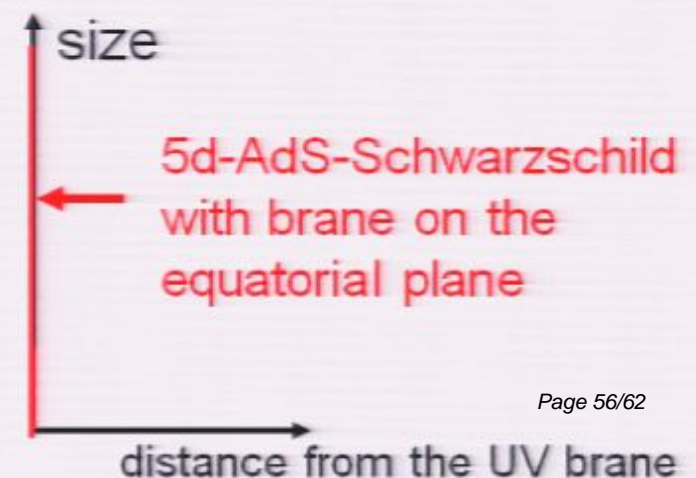 size
5d-AdS-Schwarzschild
with brane on the
equatorial plane
Page 56/62
distance from the UV brane